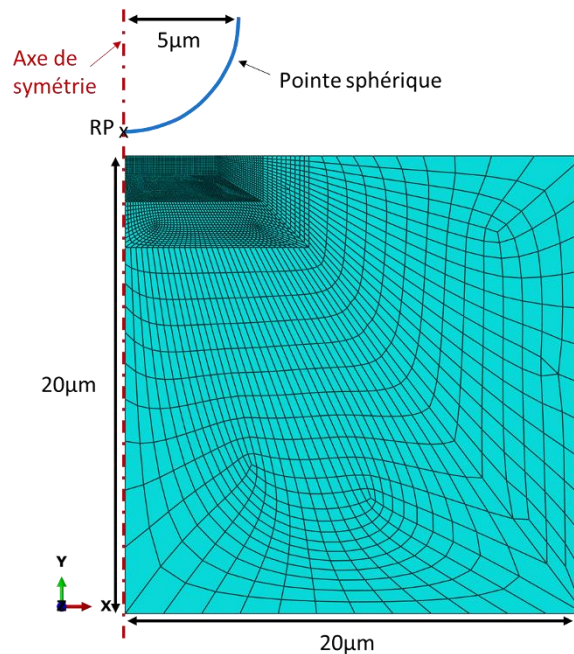 5µm
Axe de
symétrie
Pointe sphérique
RP
20µm
Y
X
20µm